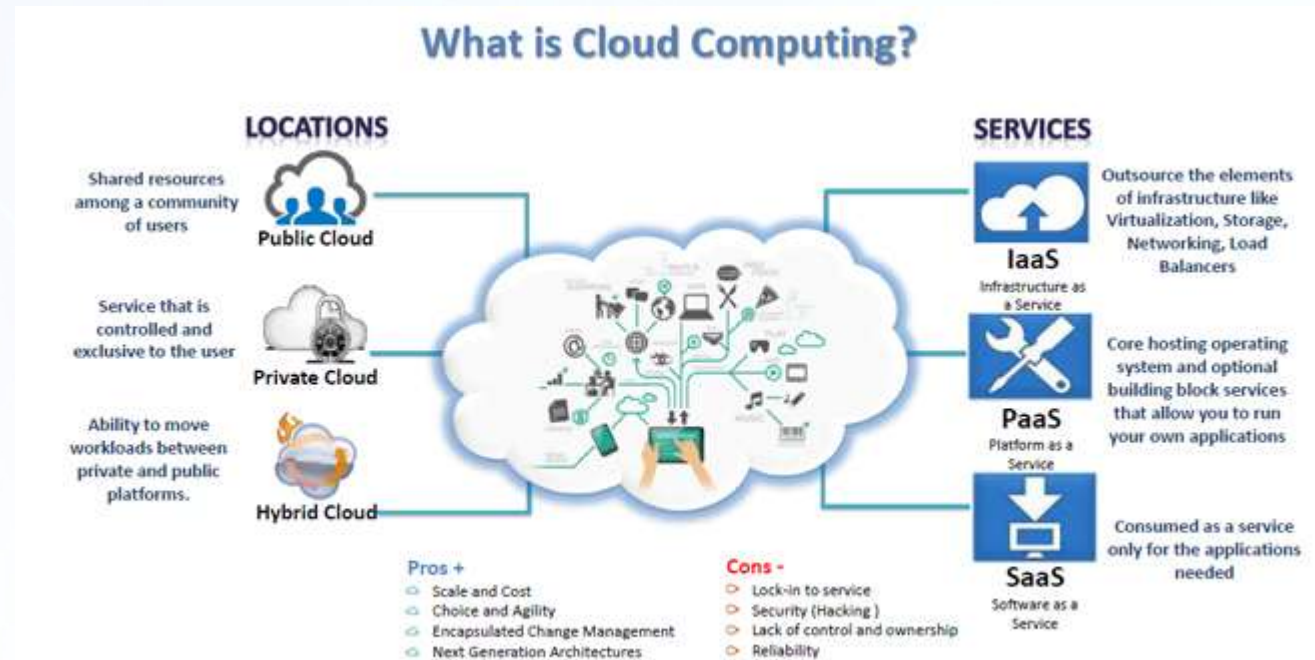 What is Cloud Computing?
LOCATIONS
Shared resources
among a community
of users
Public Cloud
Service that is
controlled and
exclusive to the user
Private Cloud
Ability to move
workloads between
private and public
platforms.
Hybrid Cloud
SERVICES
IaaS
Infrastructure as
a Service
Outsource the elements
of infrastructure like
Virtualization, Storage,
Networking, Load
Balancers
PaaS
Platform as a
Service
Core hosting operating
system and optional
building block services
that allow you to run
your own applications
SaaS
Software as a
Service
Consumed as a service
only for the applications
needed
Pros +
Scale and Cost
Choice and Agility
Encapsulated Change Management
Next Generation Architectures
Cons -
Lock-in to service
Security (Hacking )
Lack of control and ownership
Reliability